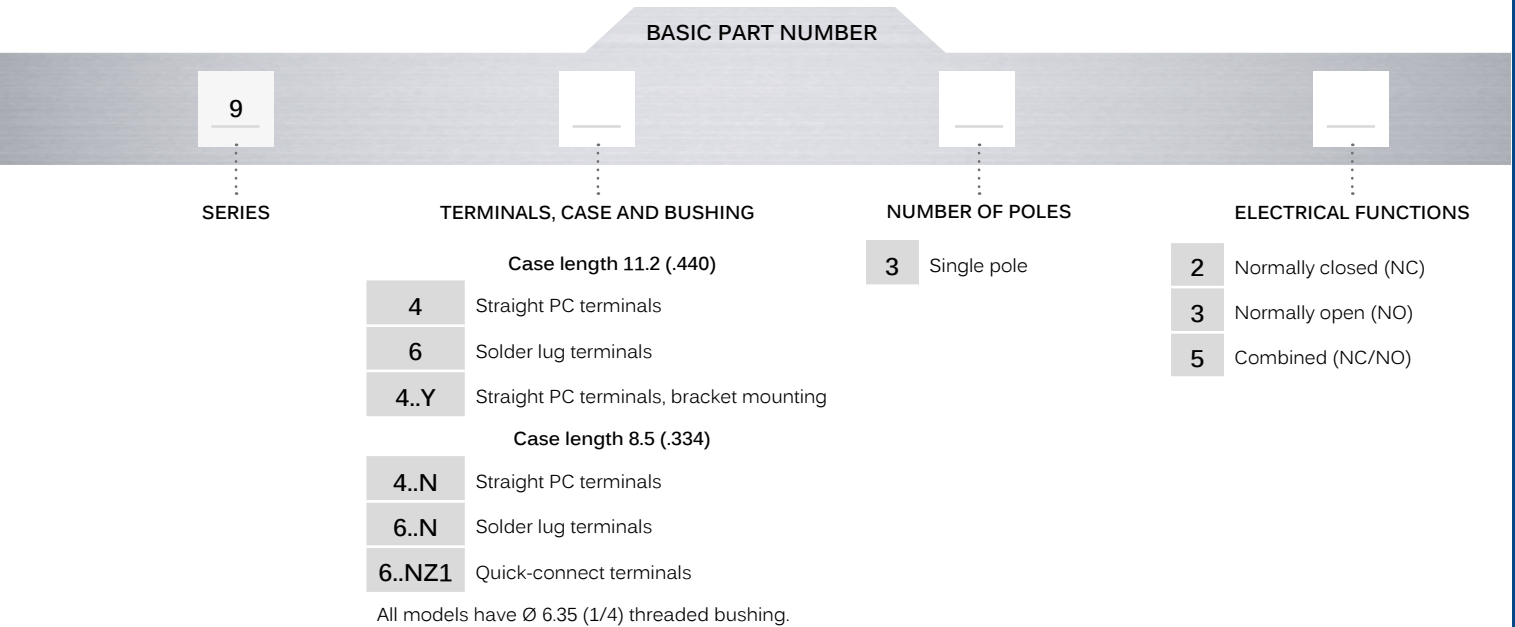 BASIC PART NUMBER
9
SERIES
TERMINALS, CASE AND BUSHING
Case length 11.2 (.440)
4 Straight PC terminals
6 Solder lug terminals
4..Y Straight PC terminals, bracket mounting
Case length 8.5 (.334)
4..N Straight PC terminals
6..N Solder lug terminals
6..NZ1 Quick-connect terminals
All models have Ø 6.35 (1/4) threaded bushing.
NUMBER OF POLES
3 Single pole
ELECTRICAL FUNCTIONS
2 Normally closed (NC)
3 Normally open (NO)
5 Combined (NC/NO)